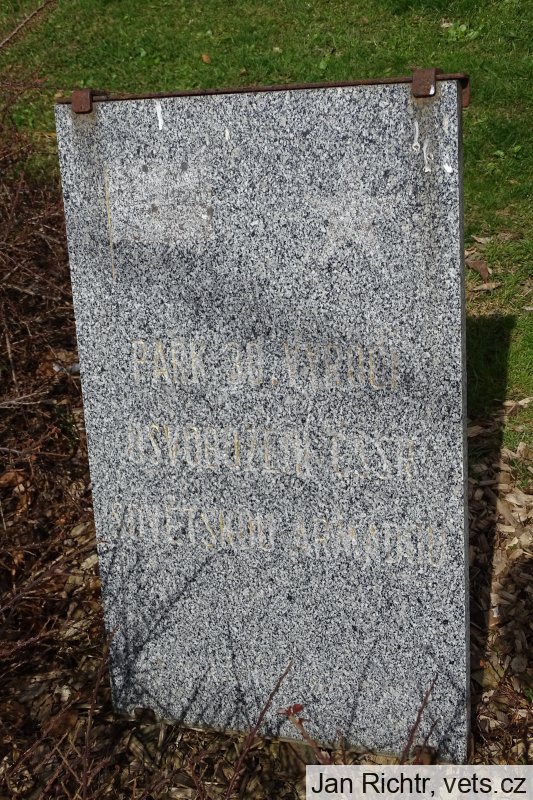 PARK 30. VÝROČÍ
OSVOBOZENÍ ČSSR
SOVĚTSKOU ARMÁDOU
Jan Richtr, vets.cz